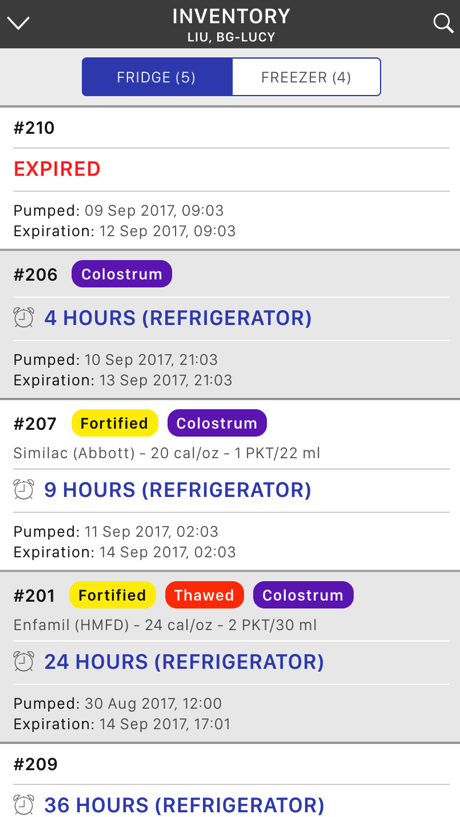 INVENTORY
LIU, BG-LUCY
FRIDGE (5) FREEZER (4)
#210
EXPIRED
Pumped: 09 Sep 2017, 09:03
Expiration: 12 Sep 2017, 09:03
#206 Colostrum
4 HOURS (REFRIGERATOR)
Pumped: 10 Sep 2017, 21:03
Expiration: 13 Sep 2017, 21:03
#207 Fortified Colostrum
Similac (Abbott) - 20 cal/oz - 1 PKT/22 ml
9 HOURS (REFRIGERATOR)
Pumped: 11 Sep 2017, 02:03
Expiration: 14 Sep 2017, 02:03
#201 Fortified Thawed Colostrum
Enfamil (HMFD) - 24 cal/oz - 2 PKT/30 ml
24 HOURS (REFRIGERATOR)
Pumped: 30 Aug 2017, 12:00
Expiration: 14 Sep 2017, 17:01
#209
36 HOURS (REFRIGERATOR)